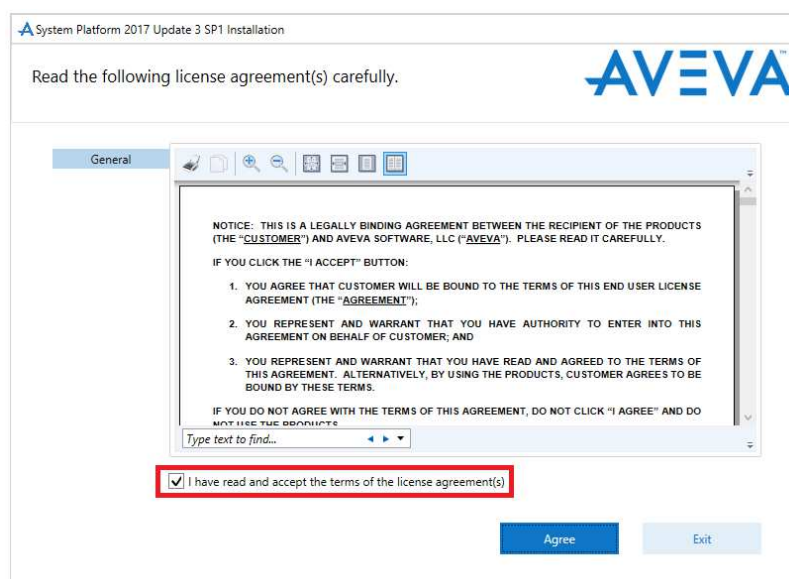 System Platform 2017 Update 3 SP1 Installation
Read the following license agreement(s) carefully.
AVEVA
General
NOTICE: THIS IS A LEGALLY BINDING AGREEMENT BETWEEN THE RECIPIENT OF THE PRODUCTS
(THE “CUSTOMER”) AND AVEVA SOFTWARE, LLC (“AVEVA”). PLEASE READ IT CAREFULLY.
IF YOU CLICK THE “I ACCEPT” BUTTON:
1. YOU AGREE THAT CUSTOMER WILL BE BOUND TO THE TERMS OF THIS END USER LICENSE
AGREEMENT (THE “AGREEMENT”);
2. YOU REPRESENT AND WARRANT THAT YOU HAVE AUTHORITY TO ENTER INTO THIS
AGREEMENT ON BEHALF OF CUSTOMER; AND
3. YOU REPRESENT AND WARRANT THAT YOU HAVE READ AND AGREED TO THE TERMS OF
THIS AGREEMENT. ALTERNATIVELY, BY USING THE PRODUCTS, CUSTOMER AGREES TO BE
BOUND BY THESE TERMS.
IF YOU DO NOT AGREE WITH THE TERMS OF THIS AGREEMENT, DO NOT CLICK “I AGREE” AND DO
NOT USE THE PRODUCTS
Type text to find...
I have read and accept the terms of the license agreement(s)
Agree
Exit